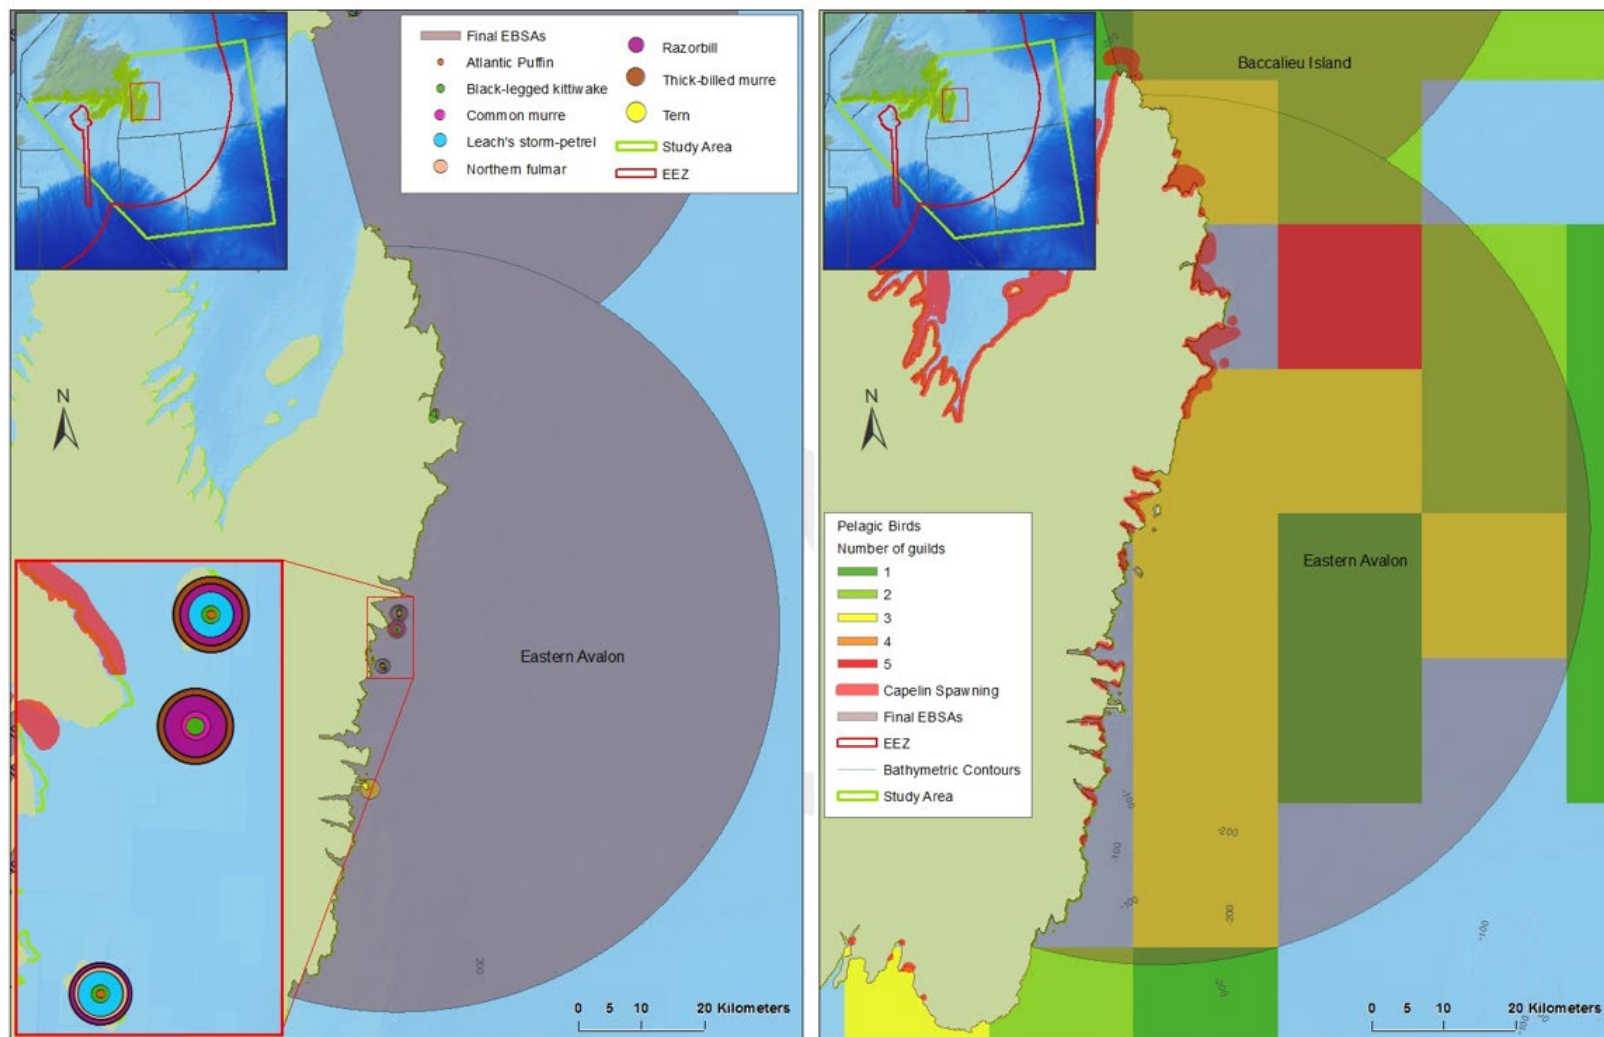 Final EBSAs
Atlantic Puffin
Black-legged kittiwake
Common murre
Leach's storm-petrel
Northern fulmar
Razorbill
Thick-billed murre
Tern
Study Area
EEZ
N
Eastern Avalon
200
0 5 10 20 Kilometers
Baccalieu Island
N
Pelagic Birds
Number of guilds
1
2
3
4
5
Capelin Spawning
Final EBSAs
EEZ
Bathymetric Contours
Study Area
Eastern Avalon
-100
-200
-100
-100
-200
-100
-200
0 5 10 20 Kilometers
-100